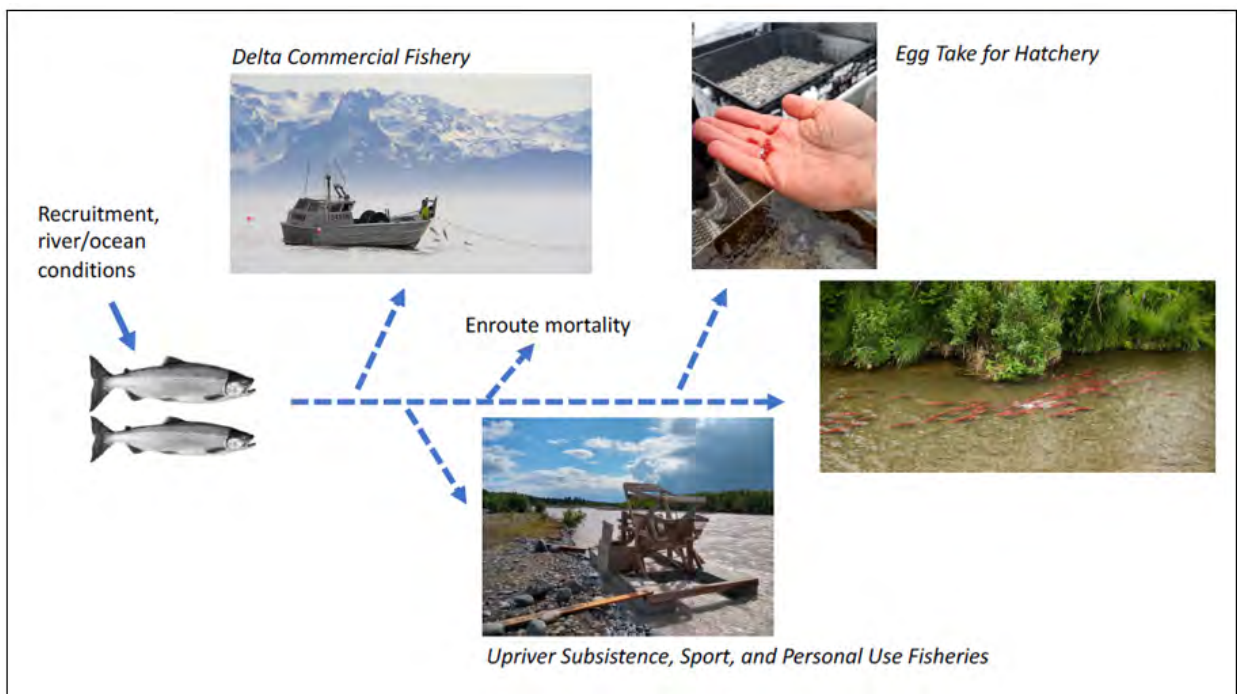 Delta Commercial Fishery
Egg Take for Hatchery
Recruitment,
river/ocean
conditions
Enroute mortality
Upriver Subsistence, Sport, and Personal Use Fisheries